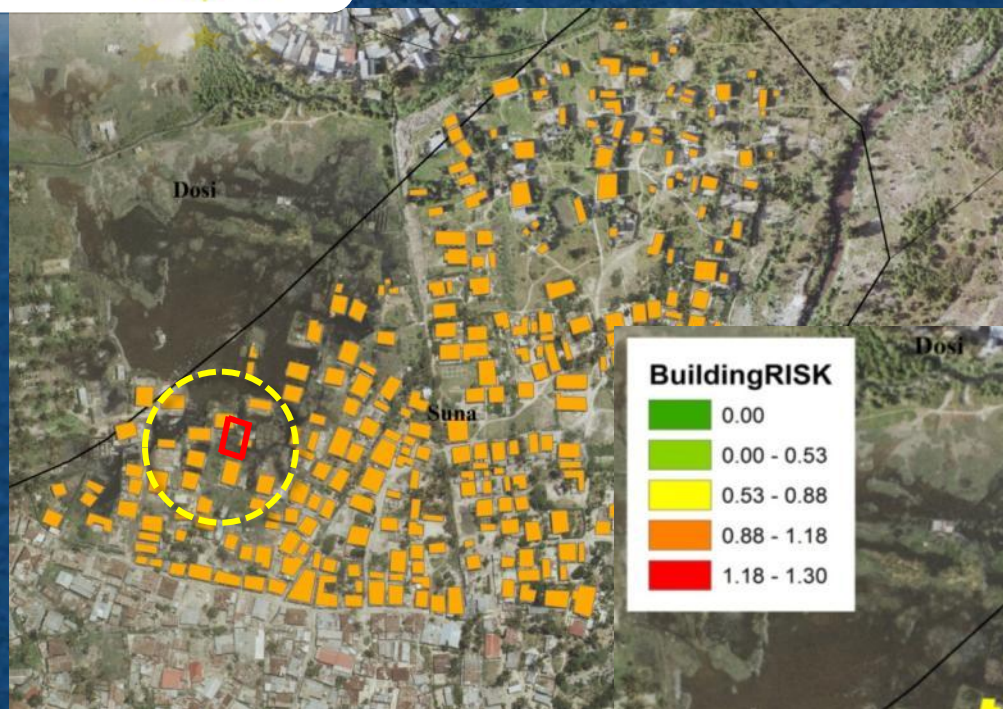 Dosi
Suna
Dosi
BuildingRISK
0.00
0.00 - 0.53
0.53 - 0.88
0.88 - 1.18
1.18 - 1.30